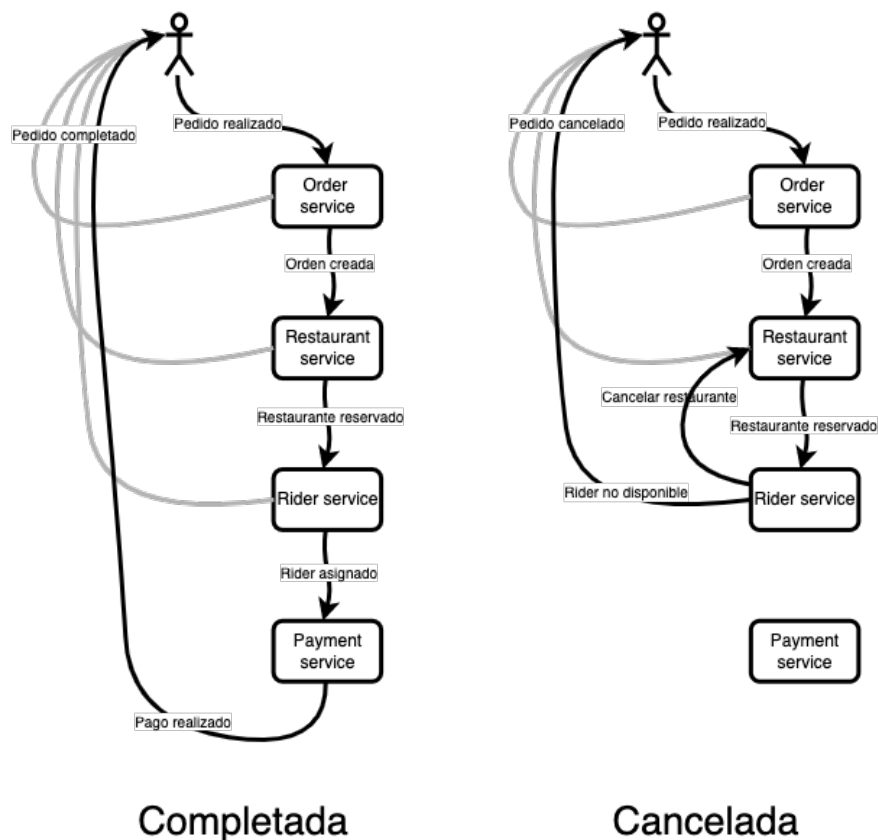 Pedido completado
Pedido realizado
Order
service
Orden creada
Restaurant
service
Restaurante reservado
Rider service
Rider asignado
Payment
service
Pago realizado
Completada
Pedido cancelado
Pedido realizado
Order
service
Orden creada
Restaurant
service
Cancelar restaurante
Restaurante reservado
Rider no disponible
Rider service
Payment
service
Cancelada